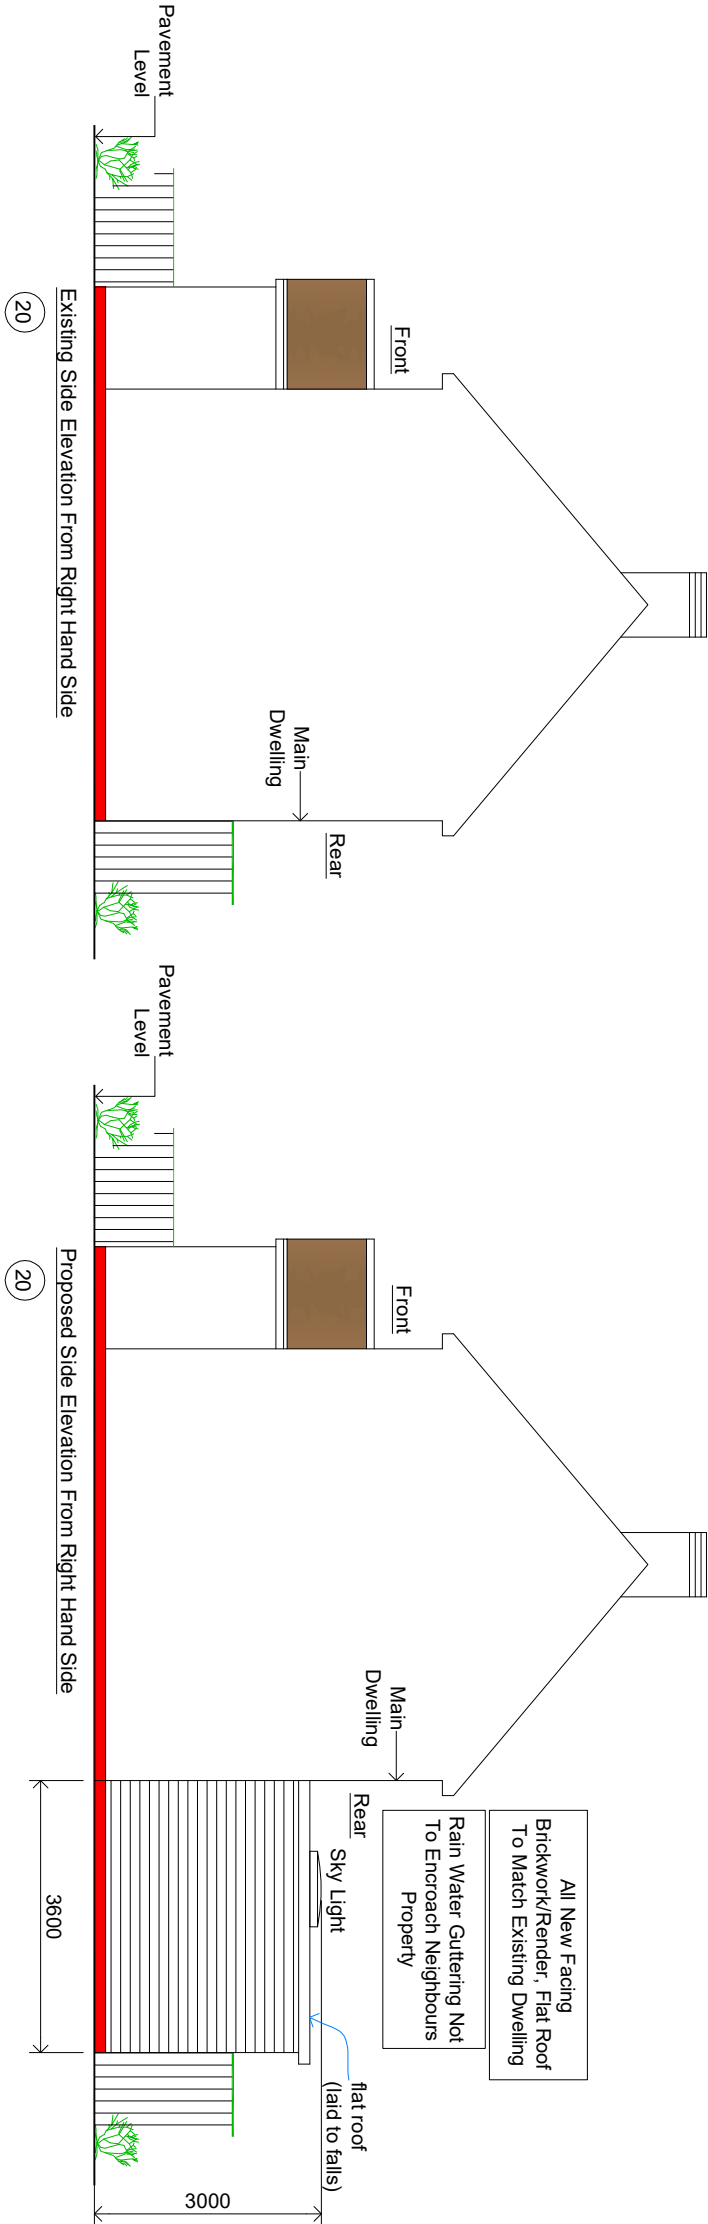 Pavement
Level
Front
Main
Dwelling
Rear
Existing Side Elevation From Right Hand Side
20
Pavement
Level
Front
Main
Dwelling
Rear
All New Facing
Brickwork/Render, Flat Roof
To Match Existing Dwelling
Rain Water Guttering Not
To Encroach Neighbours
Property
Sky Light
flat roof
(laid to falls)
3000
3600
Proposed Side Elevation From Right Hand Side
20